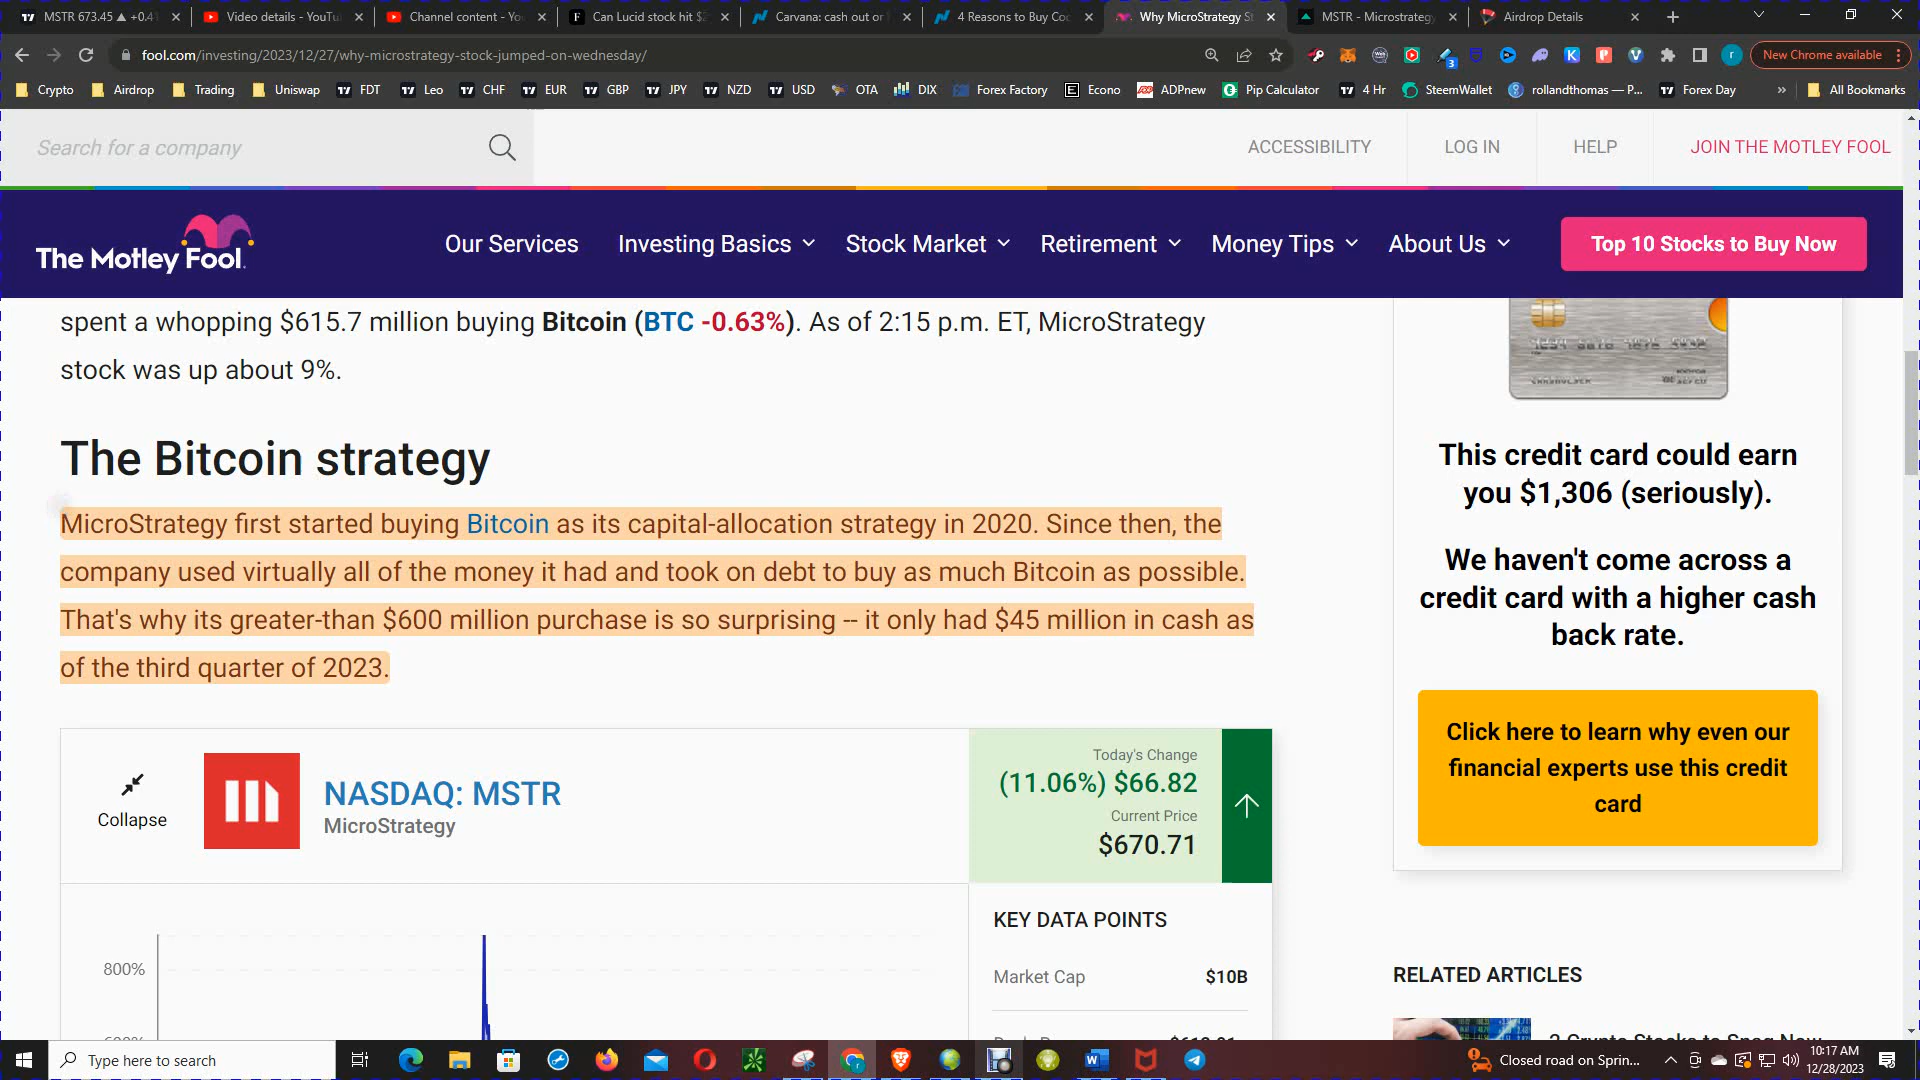 MSTR 673.45 ▲ +0.41
Video details - YouTu
Channel content - Yo
Can Lucid stock hit $
Carvana: cash out or
4 Reasons to Buy Co
Why MicroStrategy St
MSTR - Microstrategy
Airdrop Details
fool.com/investing/2023/12/27/why-microstrategy-stock-jumped-on-wednesday/
3
r
New Chrome available
Crypto
Airdrop
Trading
Uniswap
FDT
Leo
CHF
EUR
GBP
JPY
NZD
USD
OTA
DIX
Forex Factory
Econo
ADPnew
Pip Calculator
4 Hr
SteemWallet
rollandthomas — P...
Forex Day
»
All Bookmarks
Search for a company
ACCESSIBILITY
LOG IN
HELP
JOIN THE MOTLEY FOOL
The Motley Fool.
Our Services
Investing Basics
Stock Market
Retirement
Money Tips
About Us
Top 10 Stocks to Buy Now
spent a whopping $615.7 million buying Bitcoin (BTC -0.63%). As of 2:15 p.m. ET, MicroStrategy
stock was up about 9%.
The Bitcoin strategy
MicroStrategy first started buying Bitcoin as its capital-allocation strategy in 2020. Since then, the
company used virtually all of the money it had and took on debt to buy as much Bitcoin as possible.
That's why its greater-than $600 million purchase is so surprising -- it only had $45 million in cash as
of the third quarter of 2023.
Collapse
NASDAQ: MSTR
MicroStrategy
Today's Change
(11.06%) $66.82
Current Price
$670.71
800%
KEY DATA POINTS
Market Cap
$10B
This credit card could earn
you $1,306 (seriously).
We haven't come across a
credit card with a higher cash
back rate.
Click here to learn why even our
financial experts use this credit
card
RELATED ARTICLES
Type here to search
Closed road on Sprin...
10:17 AM
12/28/2023